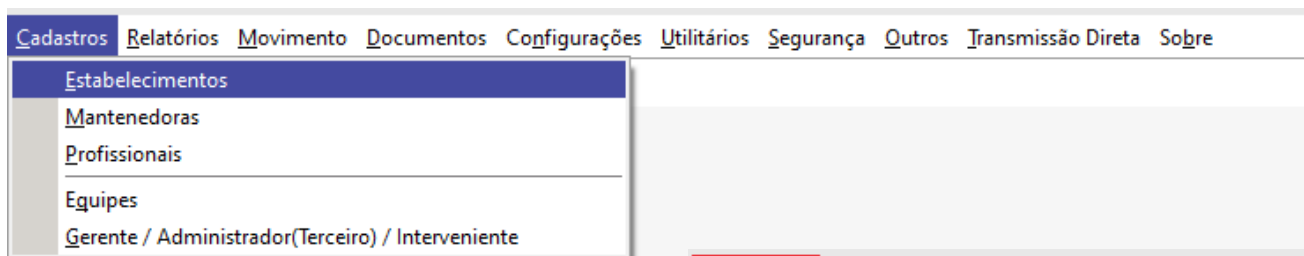 Cadastros Relatórios Movimento Documentos Configurações Utilitários Segurança Outros Transmissão Direta Sobre
Estabelecimentos
Mantenedoras
Profissionais
Equipes
Gerente / Administrador(Terceiro) / Interveniente